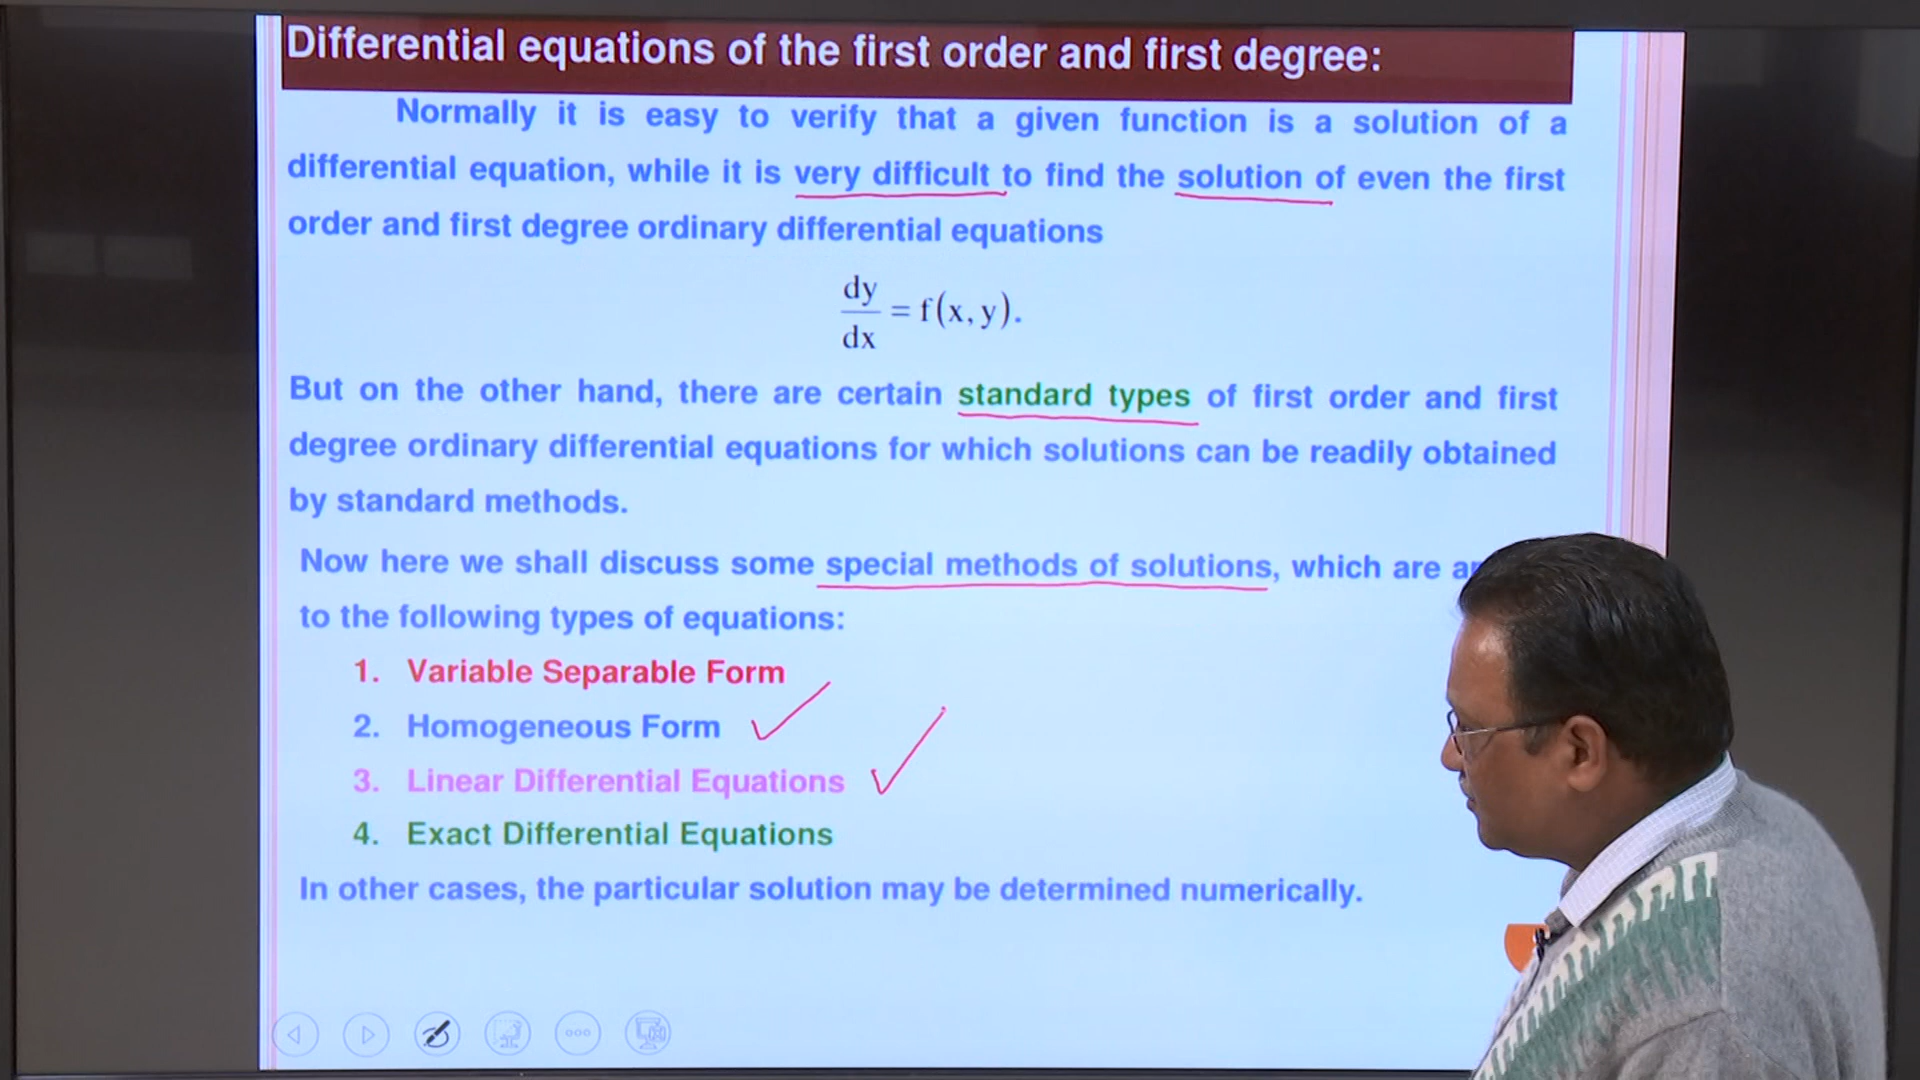 Differential equations of the first order and first degree:
Normally it is easy to verify that a given function is a solution of a
differential equation, while it is very difficult to find the solution of even the first
order and first degree ordinary differential equations
dy/dx = f(x, y).
But on the other hand, there are certain standard types of first order and first
degree ordinary differential equations for which solutions can be readily obtained
by standard methods.
Now here we shall discuss some special methods of solutions, which are
to the following types of equations:
1. Variable Separable Form
2. Homogeneous Form
3. Linear Differential Equations
4. Exact Differential Equations
In other cases, the particular solution may be determined numerically.